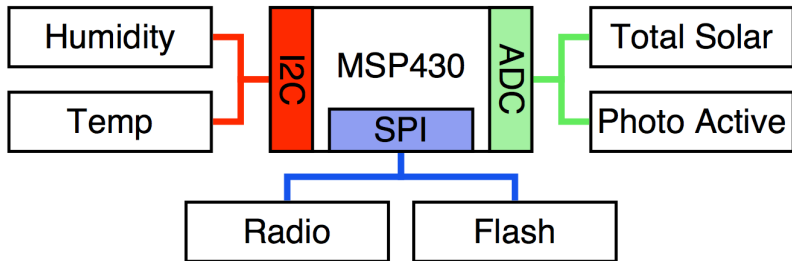 Humidity
Temp
I2C
MSP430
SPI
ADC
Total Solar
Photo Active
Radio
Flash